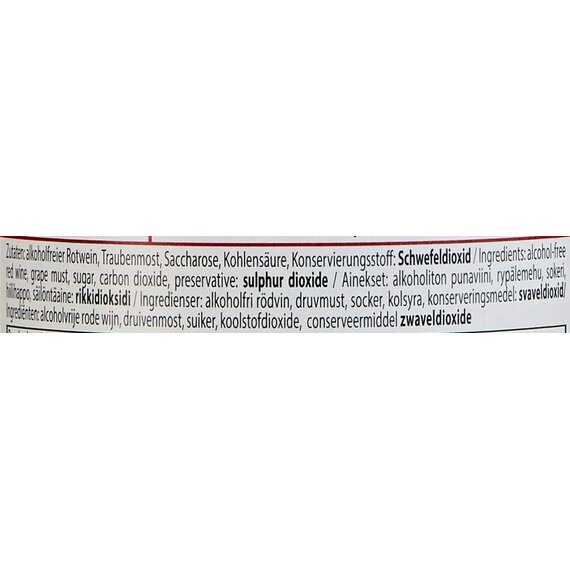 Zutaten: alkoholfreier Rotwein, Traubenmost, Saccharose, Kohlensäure, Konservierungsstoff: Schwefeldioxid / Ingredients: alcohol-free
red wine, grape must, sugar, carbon dioxide, preservative: sulphur dioxide / Ainekset: alkoholiton punaviini, rypälemehu, sokeri,
hiilihappo, säilöntäaine: rikkidioksidi / Ingredienser: alkoholfri rödvin, druvmust, socker, kolsyra, konserveringsmedel: svaveldioxid/
Ingrediënten: alcoholvrije rode wijn, druivenmost, suiker, koolstofdioxide, conserveermiddel zwaveldioxide